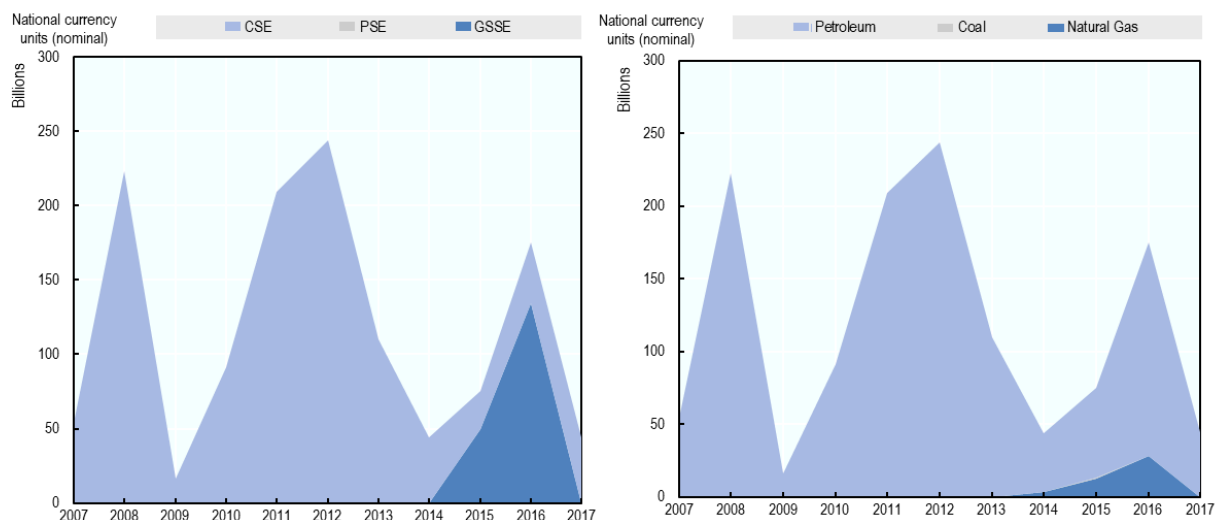 National currency
units (nominal)
CSE PSE GSSE
Billions
300
250
200
150
100
50
0
2007 2008 2009 2010 2011 2012 2013 2014 2015 2016 2017
National currency
units (nominal)
Petroleum Coal Natural Gas
Billions
300
250
200
150
100
50
0
2007 2008 2009 2010 2011 2012 2013 2014 2015 2016 2017